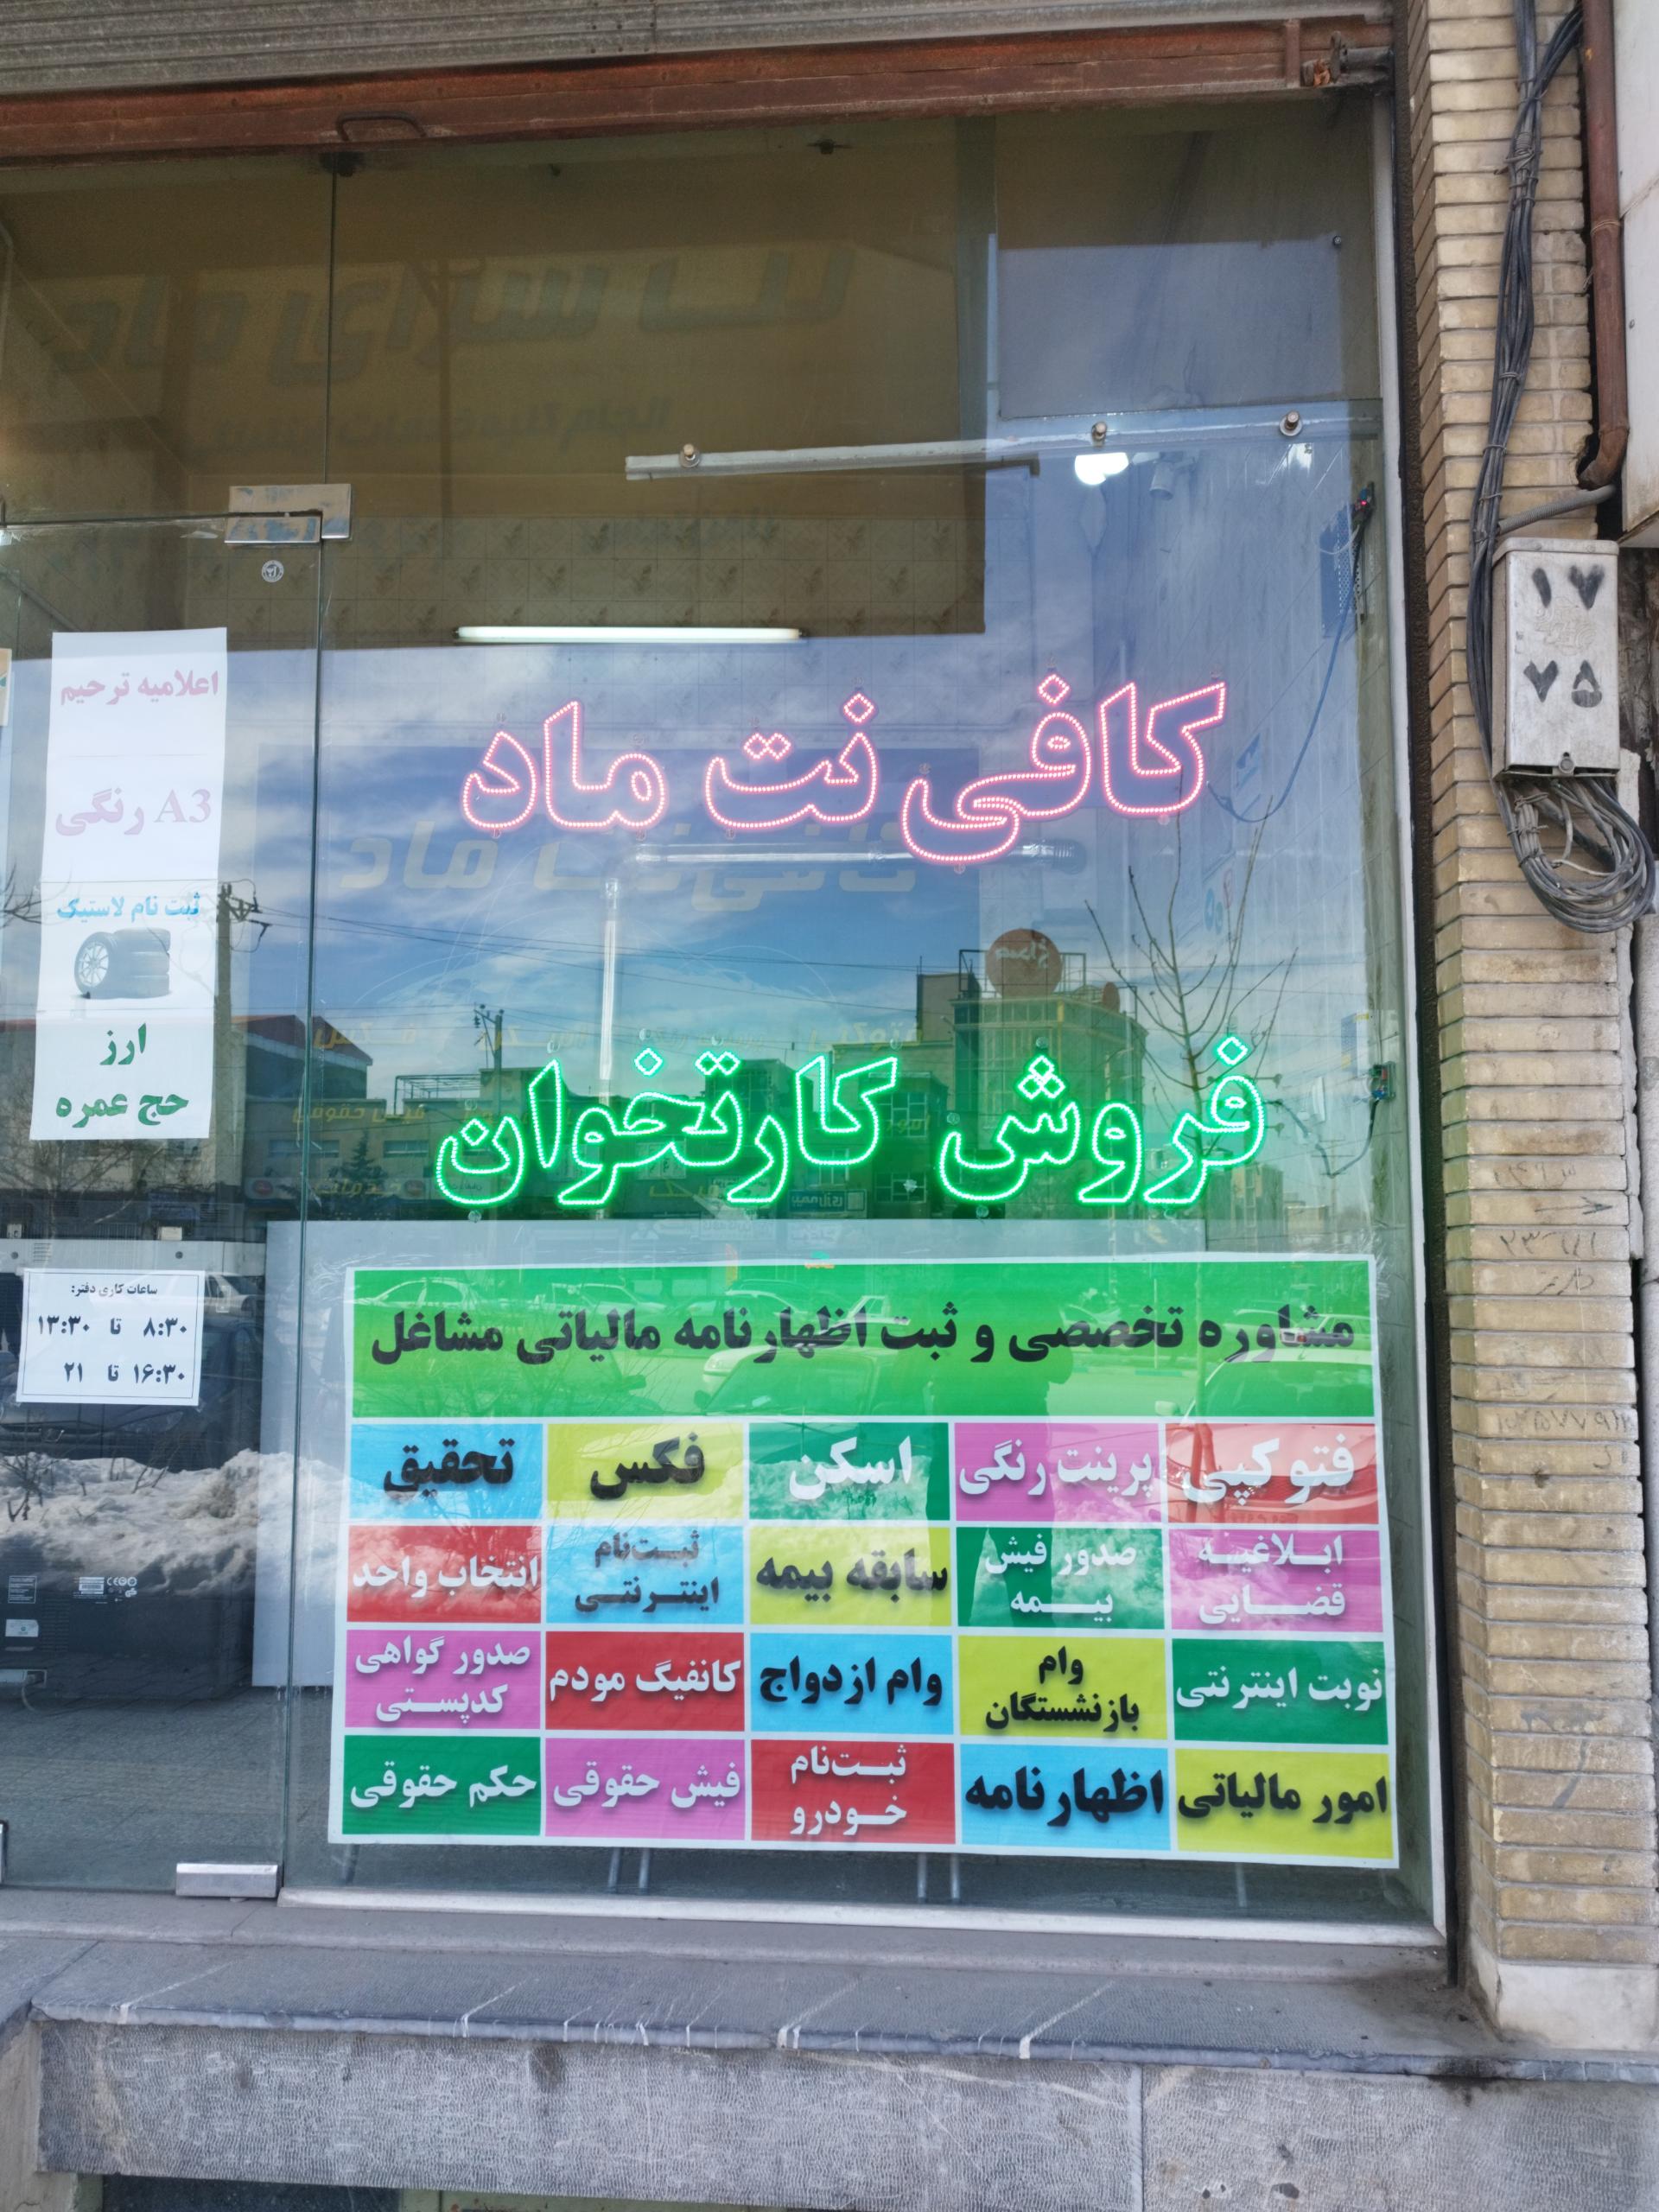 کافی نت ماد
فروش کارتخوان
مشاوره تخصصی و ثبت اظهارنامه مالیاتی مشاغل
فتوکپی
پرینت رنگی
اسکن
فکس
تحقیق
ابلاغیه
قضایی
صدور فیش
بیمه
سابقه بیمه
ثبت‌نام
اینترنتی
انتخاب واحد
نوبت اینترنتی
وام
بازنشستگان
وام ازدواج
کانفیگ مودم
صدور گواهی
کدپستی
امور مالیاتی
اظهارنامه
ثبت‌نام
خودرو
فیش حقوقی
حکم حقوقی
اعلامیه ترحیم
A3 رنگی
ثبت نام لاستیک
ارز
حج عمره
ساعات کاری دفتر:
۸:۳۰ تا ۱۳:۳۰
۱۶:۳۰ تا ۲۱
۱۷
۷۵